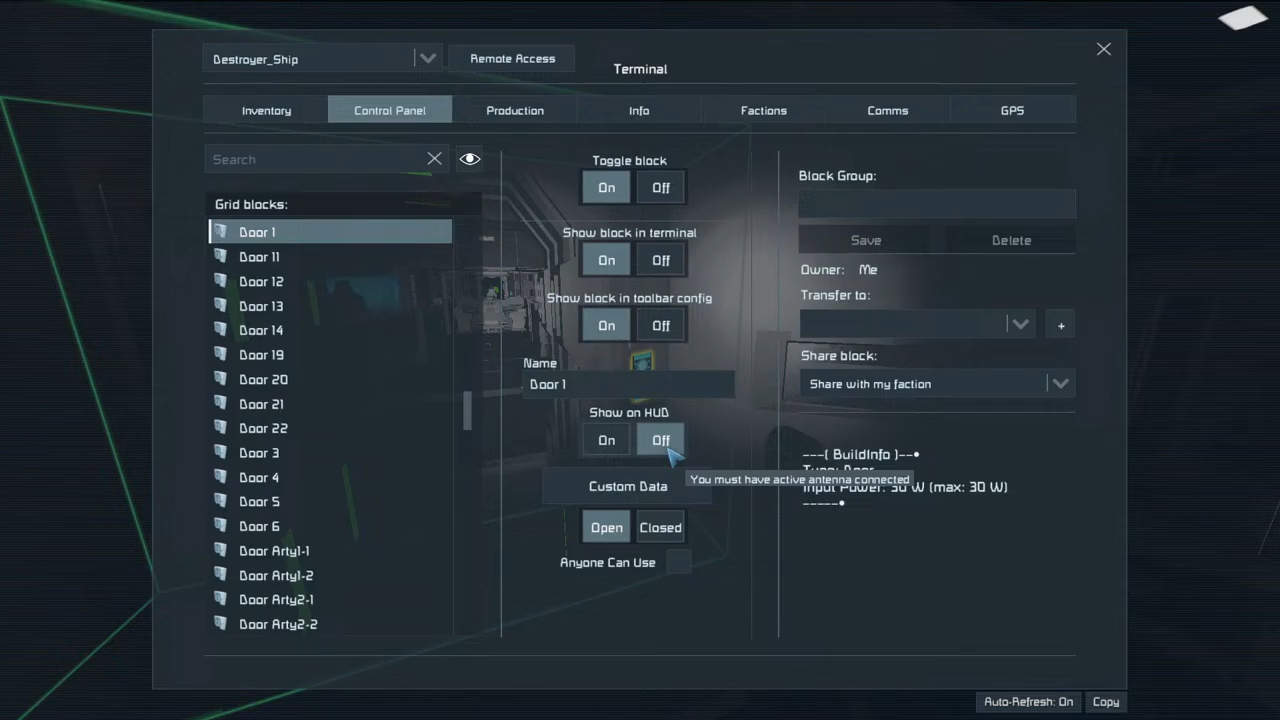 Destroyer_Ship
Remote Access
Terminal
Inventory
Control Panel
Production
Info
Factions
Comms
GPS
Search
Grid blocks:
Door 1
Door 11
Door 12
Door 13
Door 14
Door 19
Door 20
Door 21
Door 22
Door 3
Door 4
Door 5
Door 6
Door Arty1-1
Door Arty1-2
Door Arty2-1
Door Arty2-2
Toggle block
On Off
Show block in terminal
On Off
Show block in toolbar config
On Off
Name
Door 1
Show on HUD
On Off
You must have active antenna connected
Custom Data
Open Closed
Anyone Can Use
Block Group:
Save Delete
Owner: Me
Transfer to:
+
Share block:
Share with my faction
---{ BuildInfo }--•
Type: Door
Input Power: 30 W (max: 30 W)
-----•
Auto-Refresh: On
Copy